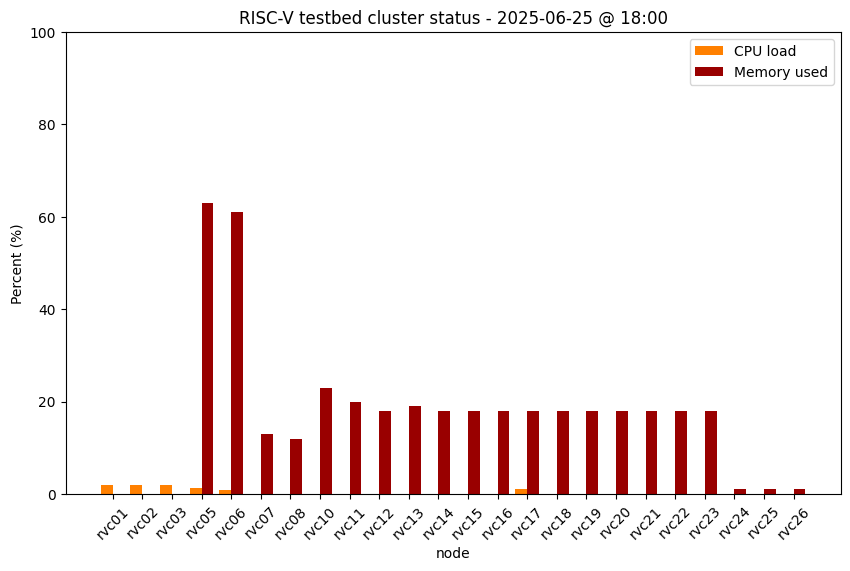 RISC-V testbed cluster status - 2025-06-25 @ 18:00
CPU load
Memory used
Percent (%)
100
80
60
40
20
0
rvc01
rvc02
rvc03
rvc05
rvc06
rvc07
rvc08
rvc10
rvc11
rvc12
rvc13
rvc14
rvc15
rvc16
rvc17
rvc18
rvc19
rvc20
rvc21
rvc22
rvc23
rvc24
rvc25
rvc26
node